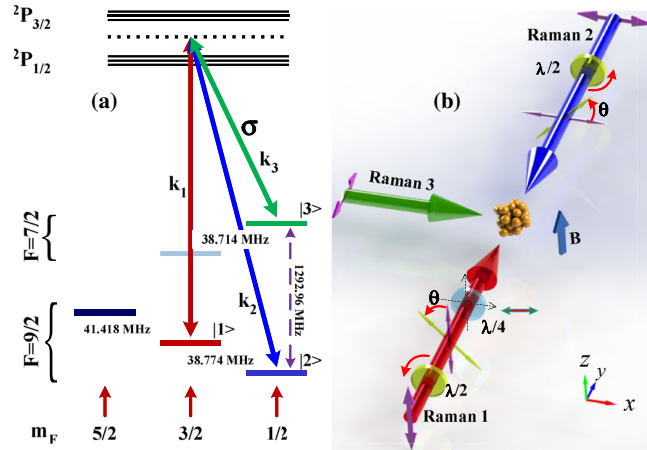 ²P₃/₂
²P₁/₂
(a)
σ
k₁
k₃
k₂
|3>
F=7/2
38.714 MHz
1292.96 MHz
F=9/2
41.418 MHz
|1>
38.774 MHz
|2>
m_F
5/2
3/2
1/2
(b)
Raman 2
λ/2
θ
Raman 3
B
θ
λ/4
λ/2
Raman 1
z
y
x